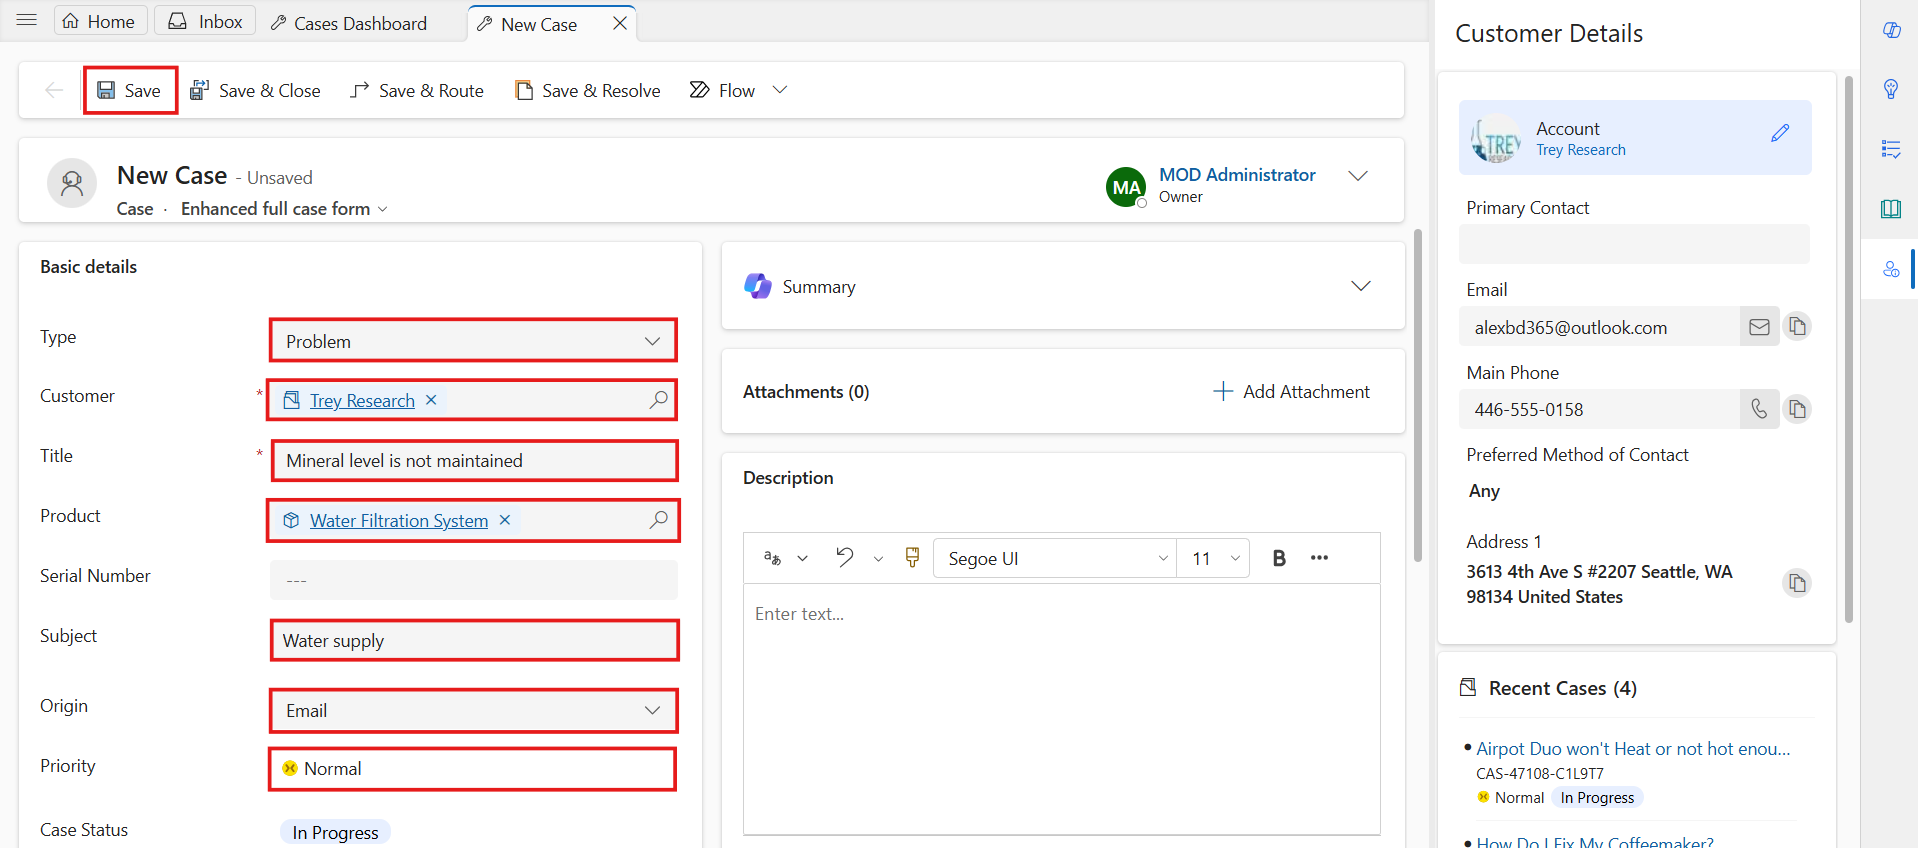 Home
Inbox
Cases Dashboard
New Case
Save
Save & Close
Save & Route
Save & Resolve
Flow
New Case - Unsaved
Case · Enhanced full case form
MA
MOD Administrator
Owner
Basic details
Type
Problem
Customer
*
Trey Research
Title
*
Mineral level is not maintained
Product
Water Filtration System
Serial Number
---
Subject
Water supply
Origin
Email
Priority
Normal
Case Status
In Progress
Summary
Attachments (0)
Add Attachment
Description
Segoe UI
11
B
Enter text...
Customer Details
TREY
Account
Trey Research
Primary Contact
Email
alexbd365@outlook.com
Main Phone
446-555-0158
Preferred Method of Contact
Any
Address 1
3613 4th Ave S #2207 Seattle, WA
98134 United States
Recent Cases (4)
Airpot Duo won't Heat or not hot enou...
CAS-47108-C1L9T7
Normal
In Progress
How Do I Fix My Coffeemaker?